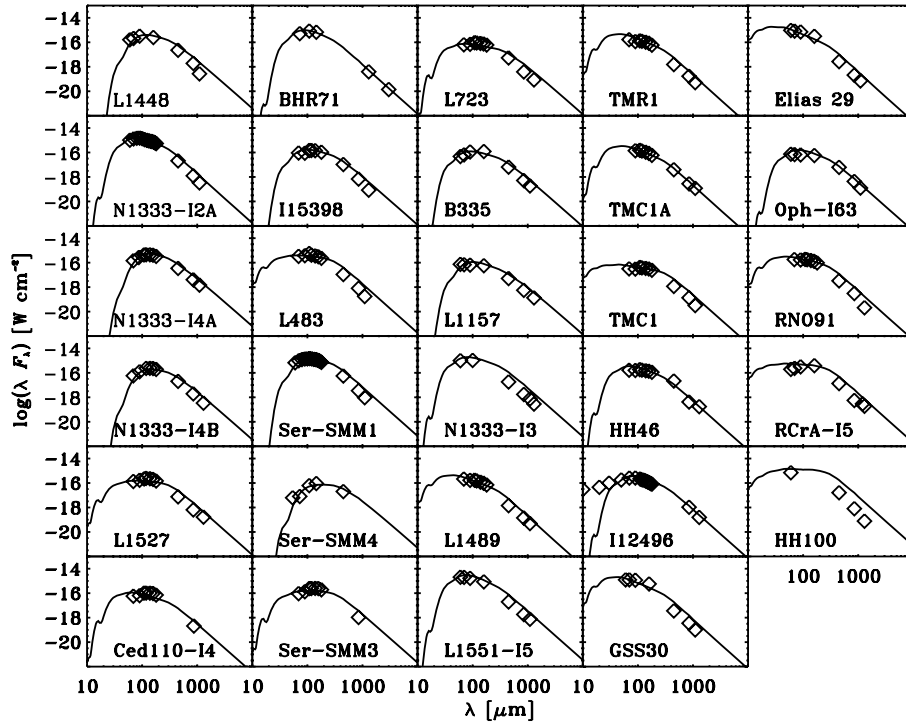 −14
−16
−18
−20
L1448
BHR71
L723
TMR1
Elias 29
−14
−16
−18
−20
N1333−I2A
I15398
B335
TMC1A
Oph−I63
−14
−16
−18
−20
N1333−I4A
L483
L1157
TMC1
RNO91
log(λ Fλ) [W cm−2]
−14
−16
−18
−20
N1333−I4B
Ser−SMM1
N1333−I3
HH46
RCrA−I5
−14
−16
−18
−20
L1527
Ser−SMM4
L1489
I12496
HH100
100 1000
−14
−16
−18
−20
Ced110−I4
Ser−SMM3
L1551−I5
GSS30
10 100 1000 10 100 1000 10 100 1000 10 100 1000
λ [μm]